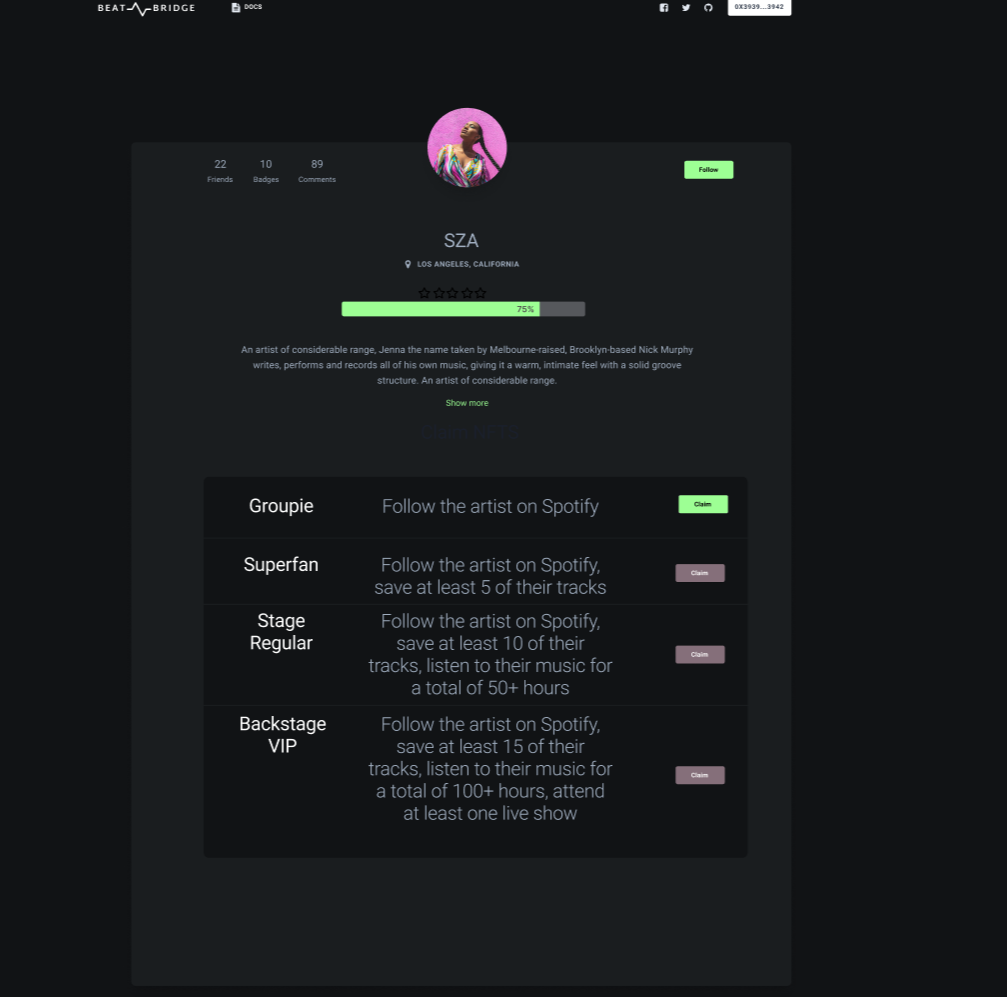 BEAT BRIDGE
DOCS
0X3939...3942
22
10
89
Friends
Badges
Comments
Follow
SZA
LOS ANGELES, CALIFORNIA
75%
An artist of considerable range, Jenna the name taken by Melbourne-raised, Brooklyn-based Nick Murphy
writes, performs and records all of his own music, giving it a warm, intimate feel with a solid groove
structure. An artist of considerable range.
Show more
Claim NFTS
Groupie
Follow the artist on Spotify
Claim
Superfan
Follow the artist on Spotify,
save at least 5 of their tracks
Claim
Stage
Regular
Follow the artist on Spotify,
save at least 10 of their
tracks, listen to their music for
a total of 50+ hours
Claim
Backstage
VIP
Follow the artist on Spotify,
save at least 15 of their
tracks, listen to their music for
a total of 100+ hours, attend
at least one live show
Claim